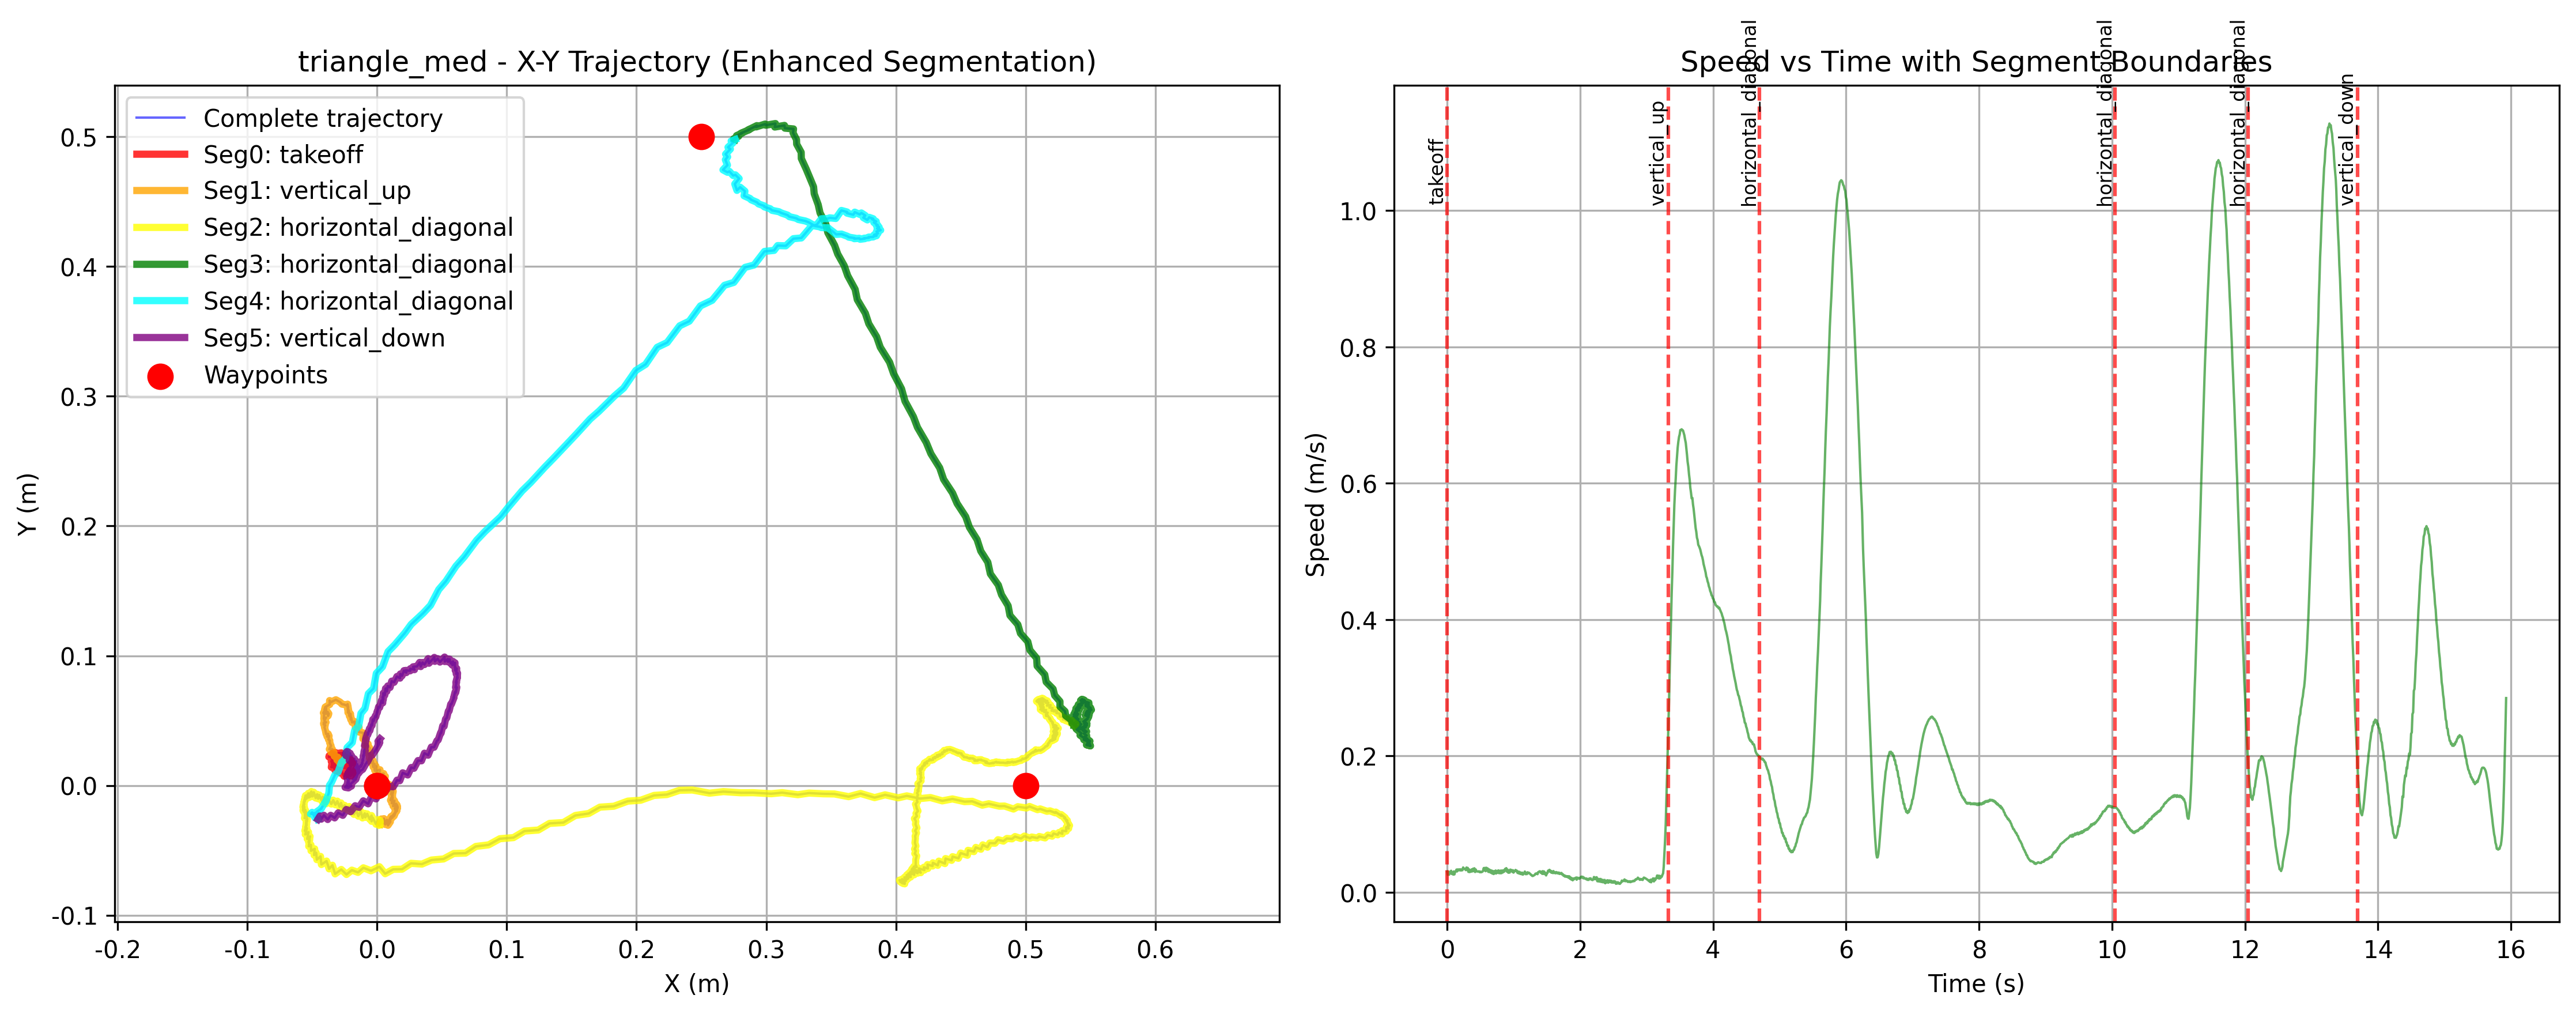 triangle_med - X-Y Trajectory (Enhanced Segmentation)
Complete trajectory
Seg0: takeoff
Seg1: vertical_up
Seg2: horizontal_diagonal
Seg3: horizontal_diagonal
Seg4: horizontal_diagonal
Seg5: vertical_down
Waypoints
Y (m)
0.5
0.4
0.3
0.2
0.1
0.0
-0.1
-0.2
-0.1
0.0
0.1
0.2
0.3
0.4
0.5
0.6
X (m)
Speed vs Time with Segment Boundaries
takeoff
vertical_up
horizontal_diagonal
horizontal_diagonal
horizontal_diagonal
vertical_down
Speed (m/s)
1.0
0.8
0.6
0.4
0.2
0.0
0
2
4
6
8
10
12
14
16
Time (s)